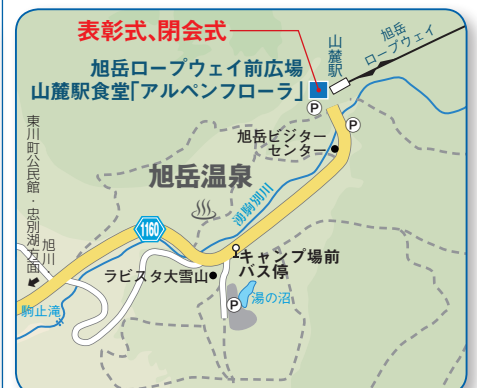 表彰式、閉会式
旭岳ロープウェイ前広場
山麓駅食堂「アルペンフローラ」
山麓駅
旭岳
ロープウェイ
P
P
旭岳ビジター
センター
旭岳温泉
湧駒別川
東川町公民館・忠別湖方面
旭川・
1160
キャンプ場前
バス停
ラビスタ大雪山
P
湯の沼
駒止滝